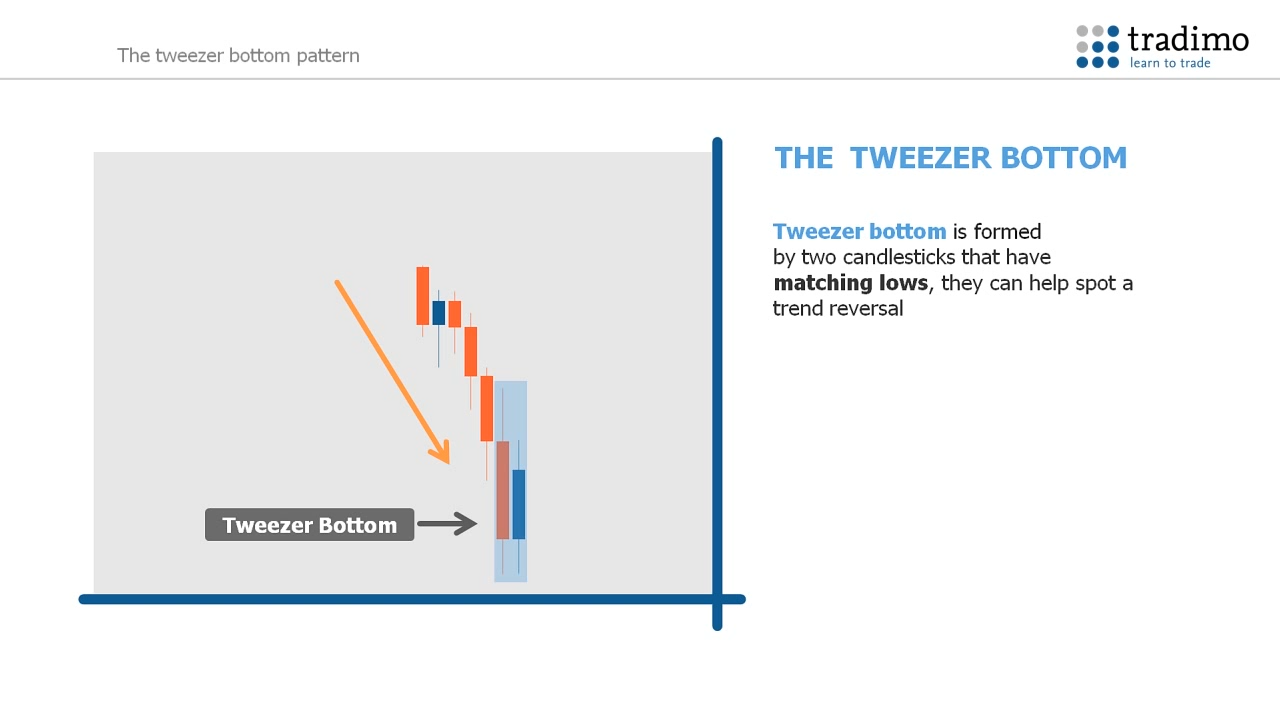 The tweezer bottom pattern
tradimo
learn to trade
THE TWEEZER BOTTOM
Tweezer bottom is formed
by two candlesticks that have
matching lows, they can help spot a
trend reversal
Tweezer Bottom